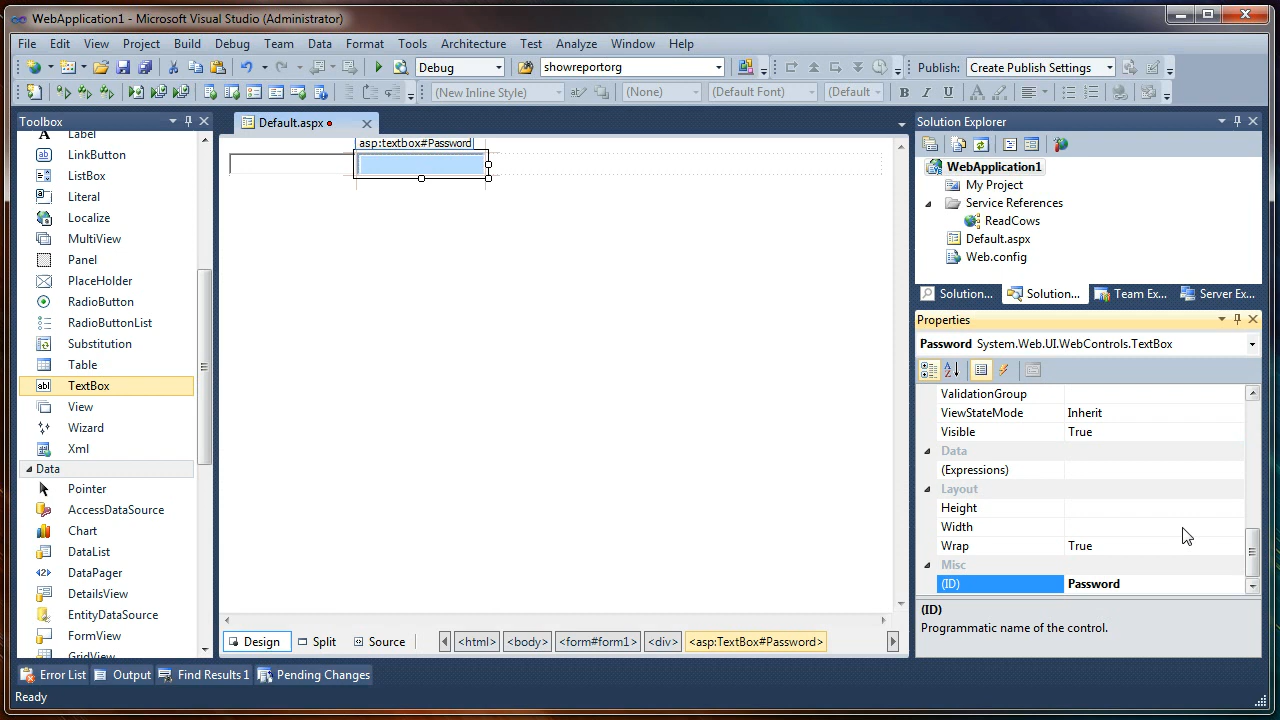 WebApplication1 - Microsoft Visual Studio (Administrator)
File Edit View Project Build Debug Team Data Format Tools Architecture Test Analyze Window Help
Debug showreportorg Publish: Create Publish Settings
(New Inline Style) (None) (Default Font) (Default B I U A
Toolbox
Label
LinkButton
ListBox
Literal
Localize
MultiView
Panel
PlaceHolder
RadioButton
RadioButtonList
Substitution
Table
TextBox
View
Wizard
Xml
Data
Pointer
AccessDataSource
Chart
DataList
DataPager
DetailsView
EntityDataSource
FormView
GridView
Default.aspx
asp:textbox#Password
Design Split Source <html> <body> <form#form1> <div> <asp:TextBox#Password>
Solution Explorer
WebApplication1
My Project
Service References
ReadCows
Default.aspx
Web.config
Solution... Solution... Team Ex... Server Ex...
Properties
Password System.Web.UI.WebControls.TextBox
ValidationGroup
ViewStateMode Inherit
Visible True
Data
(Expressions)
Layout
Height
Width
Wrap True
Misc
(ID) Password
(ID)
Programmatic name of the control.
Error List Output Find Results 1 Pending Changes
Ready